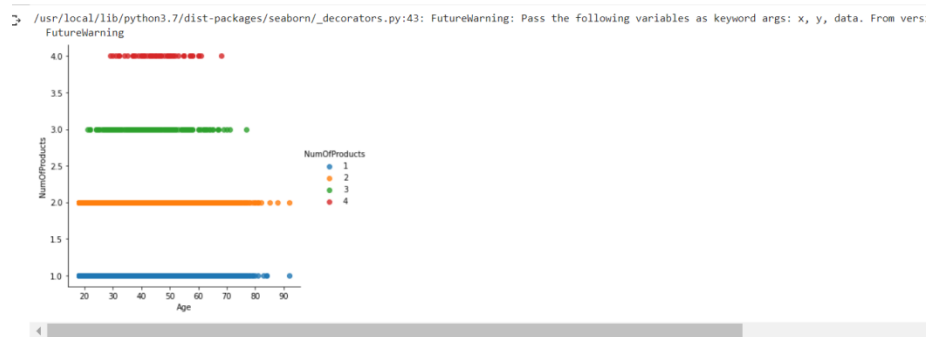 /usr/local/lib/python3.7/dist-packages/seaborn/_decorators.py:43: FutureWarning: Pass the following variables as keyword args: x, y, data. From
FutureWarning
4.0
3.5
3.0
2.5
2.0
1.5
1.0
NumOfProducts
20 30 40 50 60 70 80 90
Age
NumOfProducts
1
2
3
4